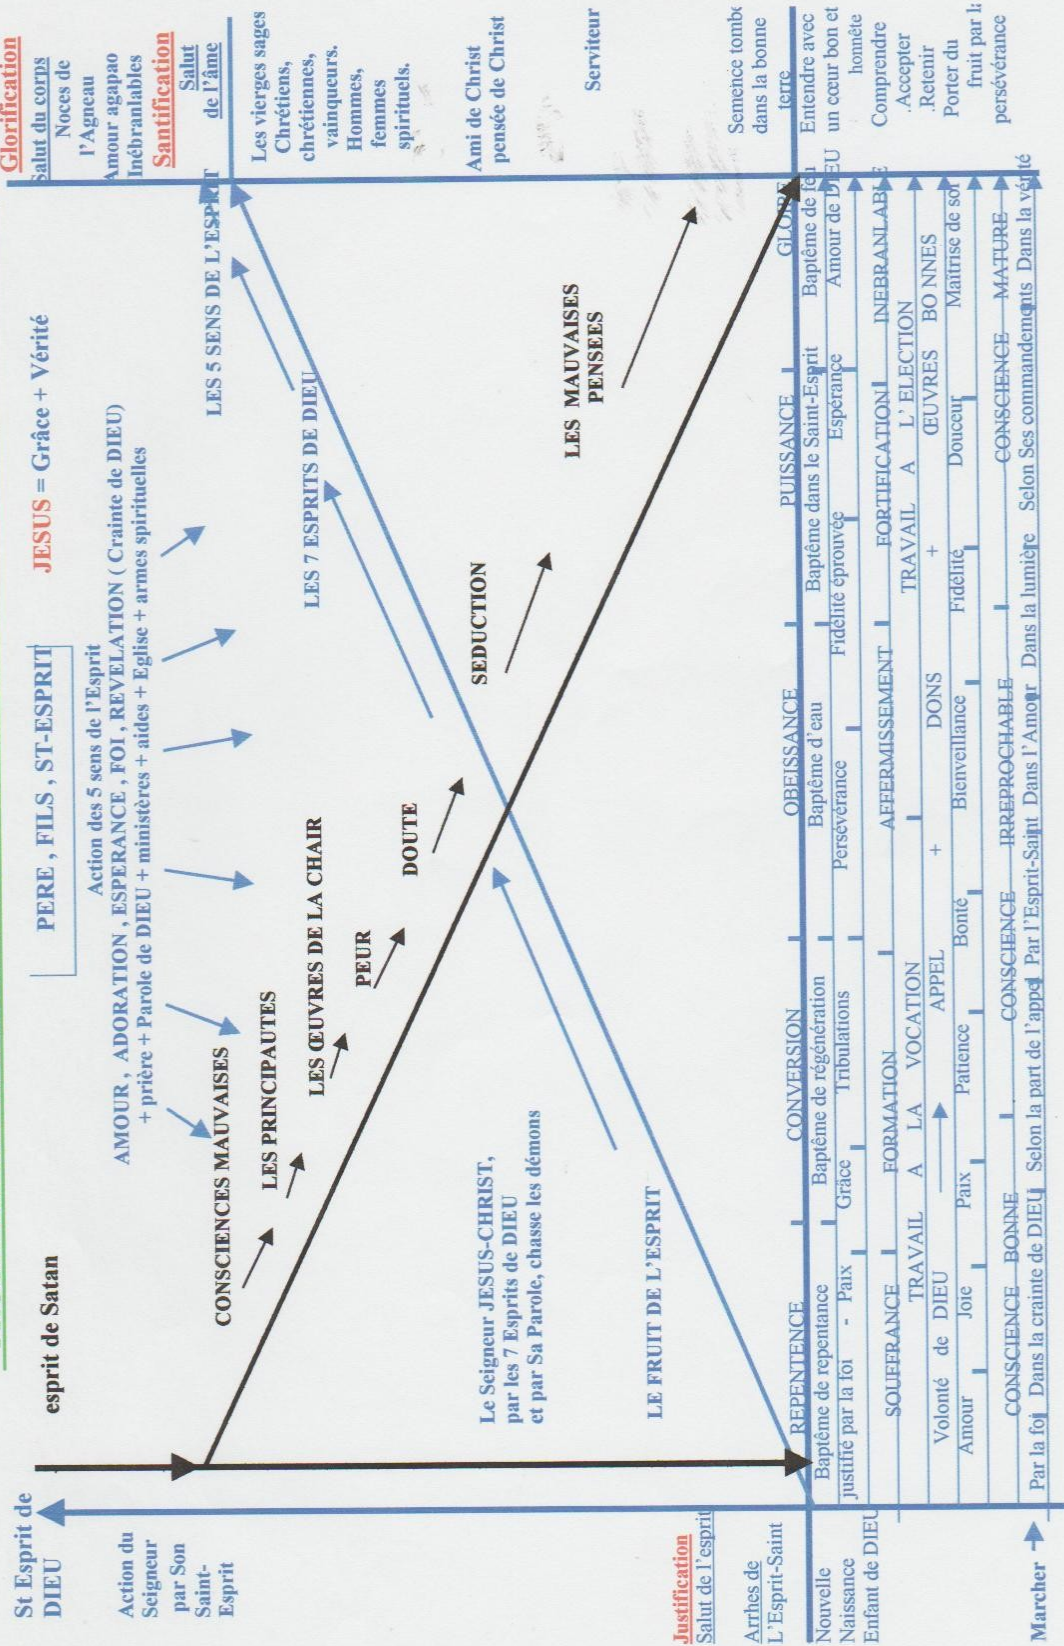 St Esprit de
DIEU
esprit de Satan
PERE , FILS , ST-ESPRIT
JESUS = Grâce + Vérité
Glorification
Salut du corps
Noces de
l'Agneau
Amour agapao
Inébranlables
Santification
Salut
de l'âme
Action des 5 sens de l'Esprit
AMOUR , ADORATION , ESPERANCE , FOI , REVELATION ( Crainte de DIEU)
+ prière + Parole de DIEU + ministères + aides + Eglise + armes spirituelles
Action du
Seigneur
par Son
Saint-
Esprit
CONSCIENCES MAUVAISES
LES PRINCIPAUTES
LES ŒUVRES DE LA CHAIR
PEUR
DOUTE
SEDUCTION
LES MAUVAISES
PENSEES
LES 5 SENS DE L'ESPRIT
LES 7 ESPRITS DE DIEU
Les vierges sages
Chrétiens,
chrétiennes,
vainqueurs.
Hommes,
femmes
spirituels.
Ami de Christ
pensée de Christ
Serviteur
Le Seigneur JESUS-CHRIST,
par les 7 Esprits de DIEU
et par Sa Parole, chasse les démons
LE FRUIT DE L'ESPRIT
Justification
Salut de l'esprit
Arrhes de
L'Esprit-Saint
Semence tombe
dans la bonne
terre
REPENTENCE CONVERSION OBEISSANCE PUISSANCE GLOIRE
Nouvelle
Naissance
Enfant de DIEU
Baptême de repentance Baptême de régénération Baptême d'eau Baptême dans le Saint-Esprit Baptême de feu
justifié par la foi - Paix Grâce Tribulations Persévérance Fidélité éprouvée Espérance Amour de DIEU
SOUFFRANCE FORMATION AFFERMISSEMENT FORTIFICATION INEBRANLABLE
TRAVAIL A LA VOCATION TRAVAIL A L' ELECTION
Volonté de DIEU APPEL + DONS + ŒUVRES BO NNES
Amour Joie Paix Patience Bonté Bienveillance Fidélité Douceur Maîtrise de soi
CONSCIENCE BONNE CONSCIENCE IRREPROCHABLE CONSCIENCE MATURE
Marcher Par la foi Dans la crainte de DIEU Selon la part de l'appel Par l'Esprit-Saint Dans l'Amour Dans la lumière Selon Ses commandements Dans la vérité
Entendre avec
un cœur bon et
honnête
Comprendre
.Accepter
.Retenir
Porter du
fruit par la
persévérance